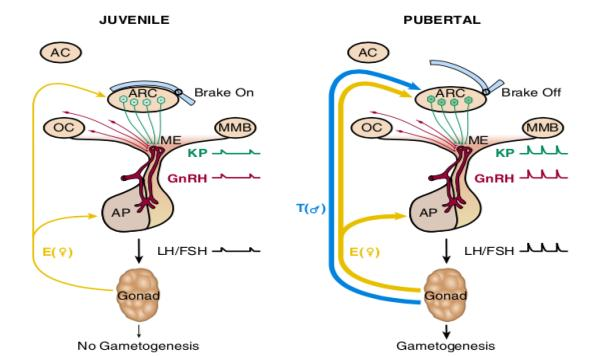 JUVENILE
AC
ARC
Brake On
OC
MMB
ME
KP
GnRH
AP
E(♀)
LH/FSH
Gonad
No Gametogenesis
PUBERTAL
AC
ARC
Brake Off
OC
MMB
ME
KP
GnRH
T(♂)
AP
E(♀)
LH/FSH
Gonad
Gametogenesis